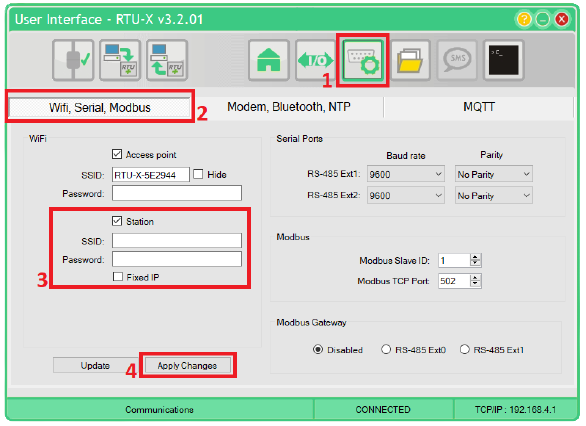 User Interface - RTU-X v3.2.01
?
RTU
RTU
I/O
SMS
>C_
1
Wifi, Serial, Modbus
2
Modem, Bluetooth, NTP
MQTT
WiFi
Access point
SSID: RTU-X-5E2944 Hide
Password:
Station
SSID:
Password:
Fixed IP
3
Update
4
Apply Changes
Serial Ports
Baud rate Parity
RS-485 Ext1: 9600 No Parity
RS-485 Ext2: 9600 No Parity
Modbus
Modbus Slave ID: 1
Modbus TCP Port: 502
Modbus Gateway
Disabled RS-485 Ext0 RS-485 Ext1
Communications CONNECTED TCP/IP : 192.168.4.1